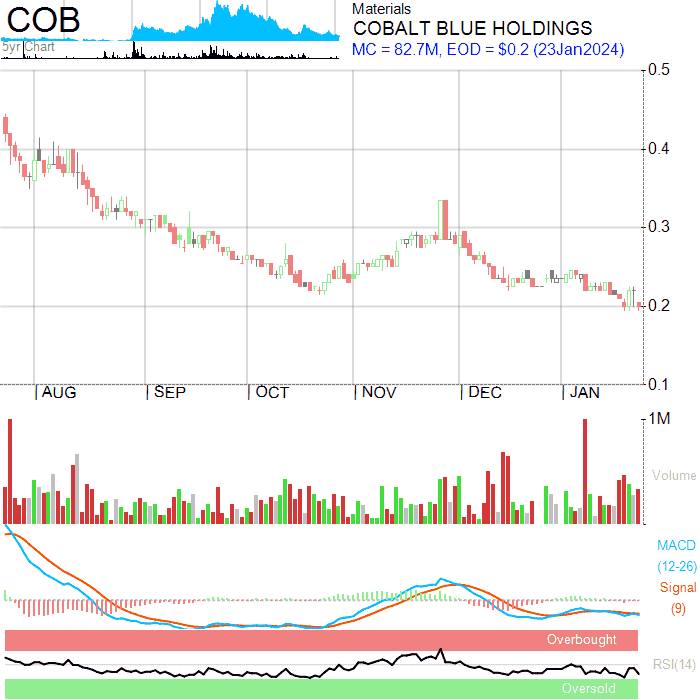 COB
5yr Chart
Materials
COBALT BLUE HOLDINGS
MC = 82.7M, EOD = $0.2 (23Jan2024)
0.5
0.4
0.3
0.2
0.1
AUG SEP OCT NOV DEC JAN
1M
Volume
MACD
(12-26)
Signal
(9)
Overbought
RSI(14)
Oversold